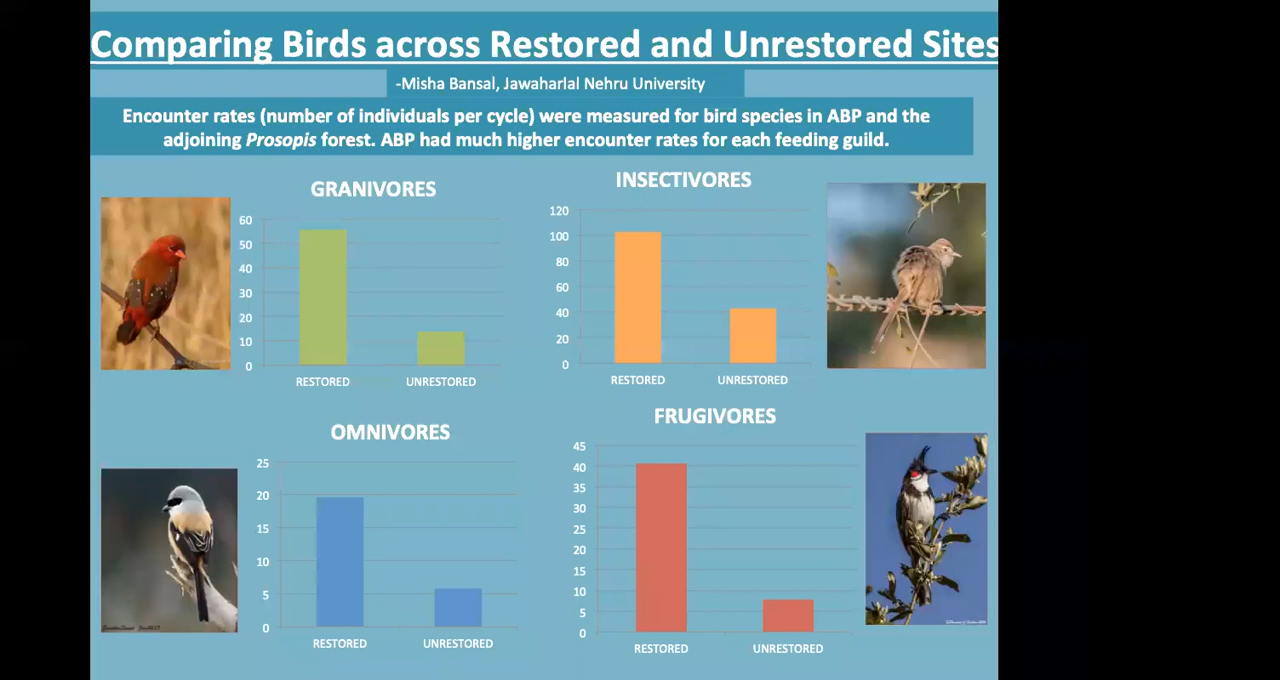 Comparing Birds across Restored and Unrestored Sites
-Misha Bansal, Jawaharlal Nehru University
Encounter rates (number of individuals per cycle) were measured for bird species in ABP and the
adjoining Prosopis forest. ABP had much higher encounter rates for each feeding guild.
GRANIVORES
60
50
40
30
20
10
0
RESTORED UNRESTORED
INSECTIVORES
120
100
80
60
40
20
0
RESTORED UNRESTORED
OMNIVORES
25
20
15
10
5
0
RESTORED UNRESTORED
FRUGIVORES
45
40
35
30
25
20
15
10
5
0
RESTORED UNRESTORED